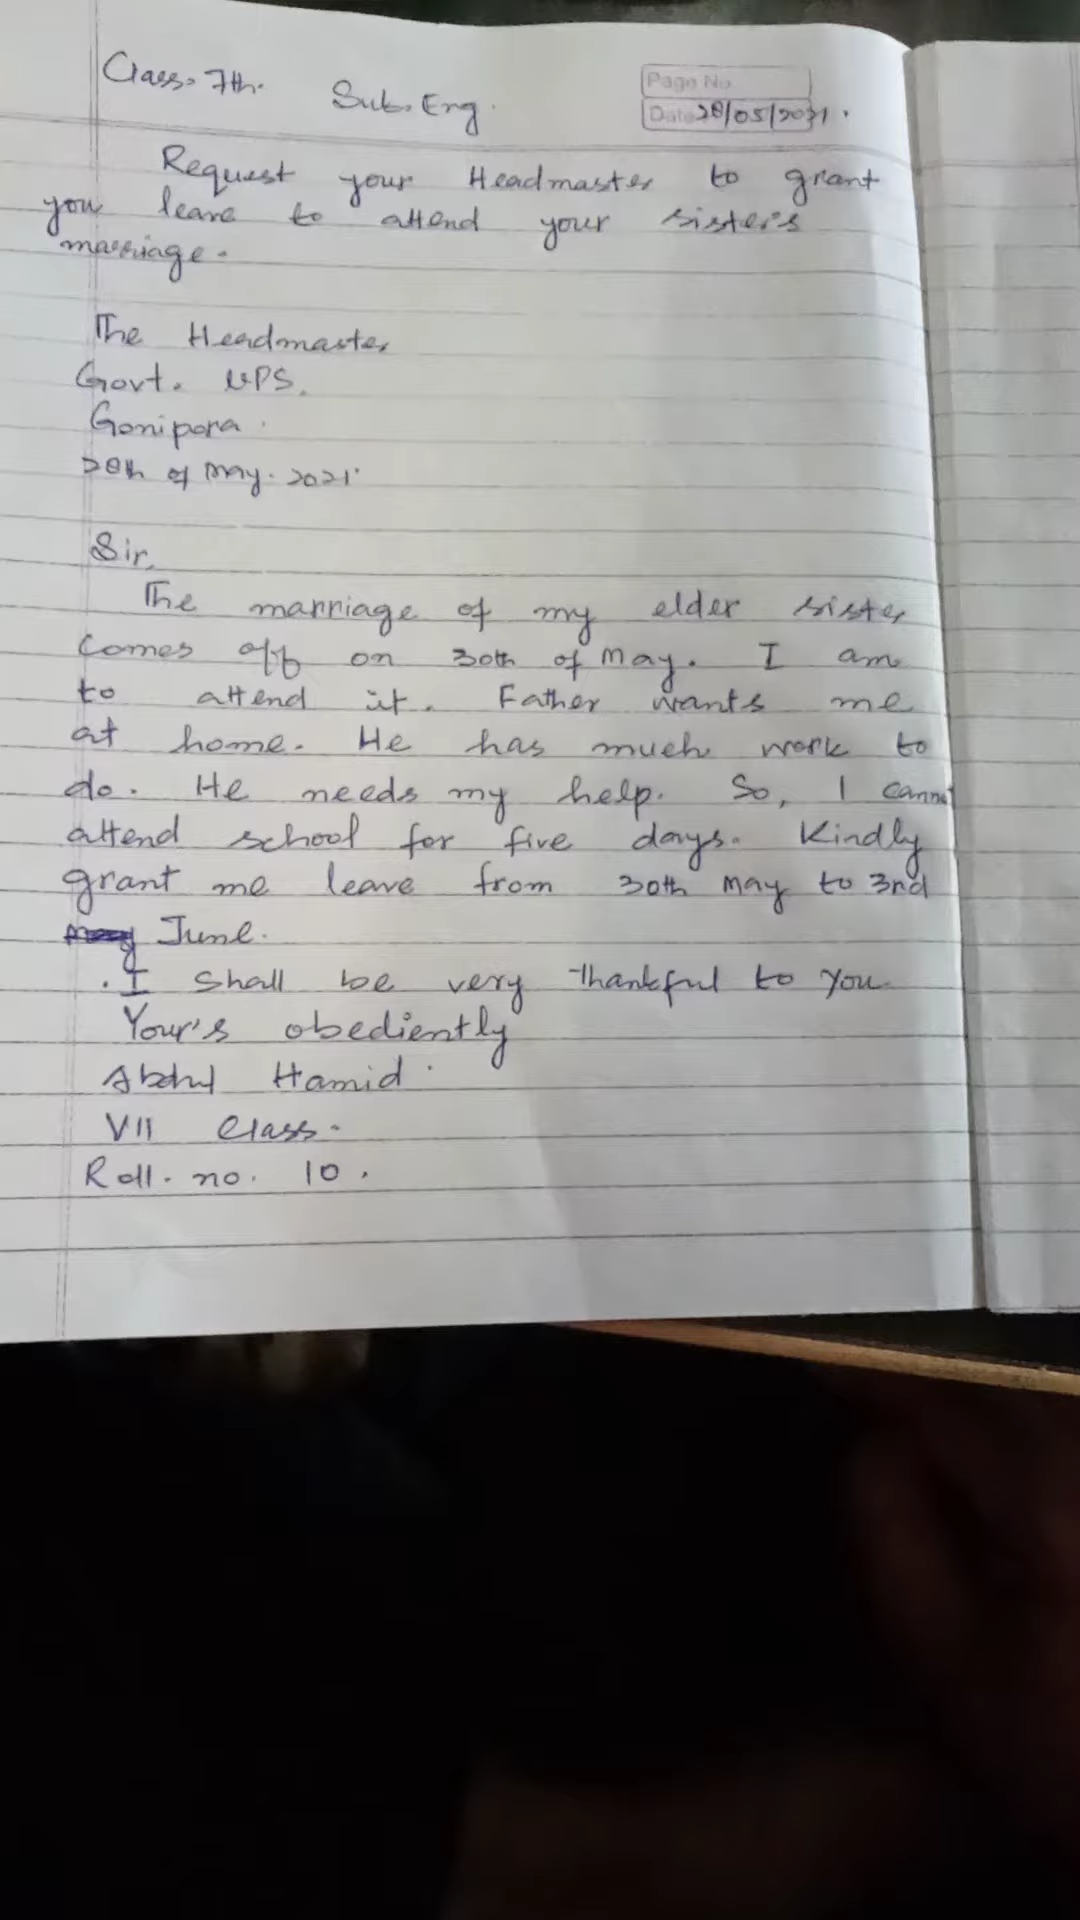 Class. 7th. Sub. Eng.
Page No
Date 28/05/2021.
Request your Headmaster to grant
you leave to attend your sister's
marriage.
The Headmaster
Govt. UPS.
Gonipora.
28th of May. 2021.
Sir,
The marriage of my elder sister
comes off on 30th of May. I am
to attend it. Father wants me
at home. He has much work to
do. He needs my help. So, I cannot
attend school for five days. Kindly
grant me leave from 30th May to 3rd
June.
. I shall be very thankful to you.
Your's obediently
Abdul Hamid.
VII Class.
Roll. no. 10.